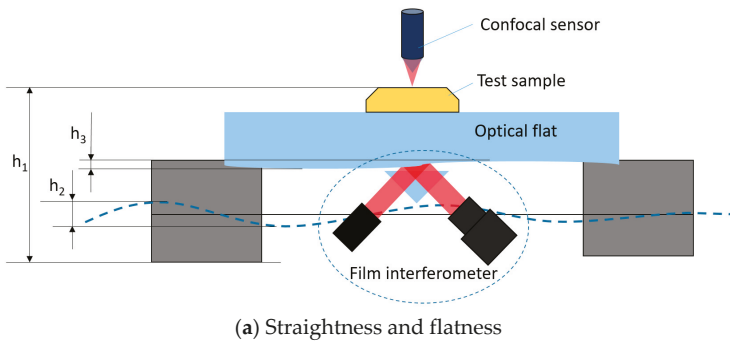 Confocal sensor
Test sample
h3
Optical flat
h1
h2
Film interferometer
(a) Straightness and flatness